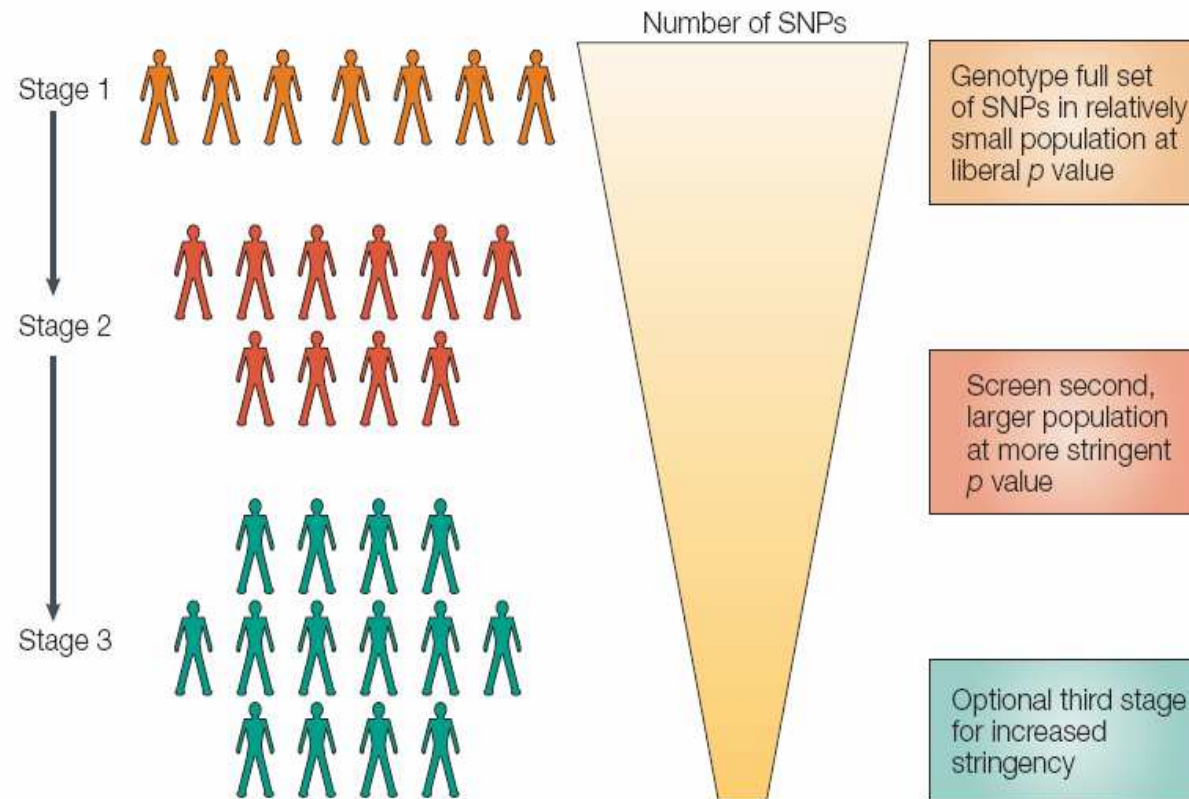 Number of SNPs
Stage 1
Genotype full set
of SNPs in relatively
small population at
liberal p value
Stage 2
Screen second,
larger population
at more stringent
p value
Stage 3
Optional third stage
for increased
stringency